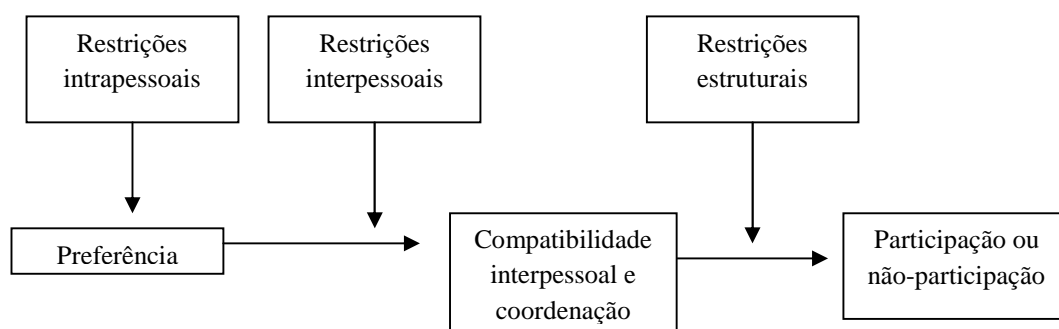 Restrições
intrapessoais
Restrições
interpessoais
Restrições
estruturais
Preferência
Compatibilidade
interpessoal e
coordenação
Participação ou
não-participação